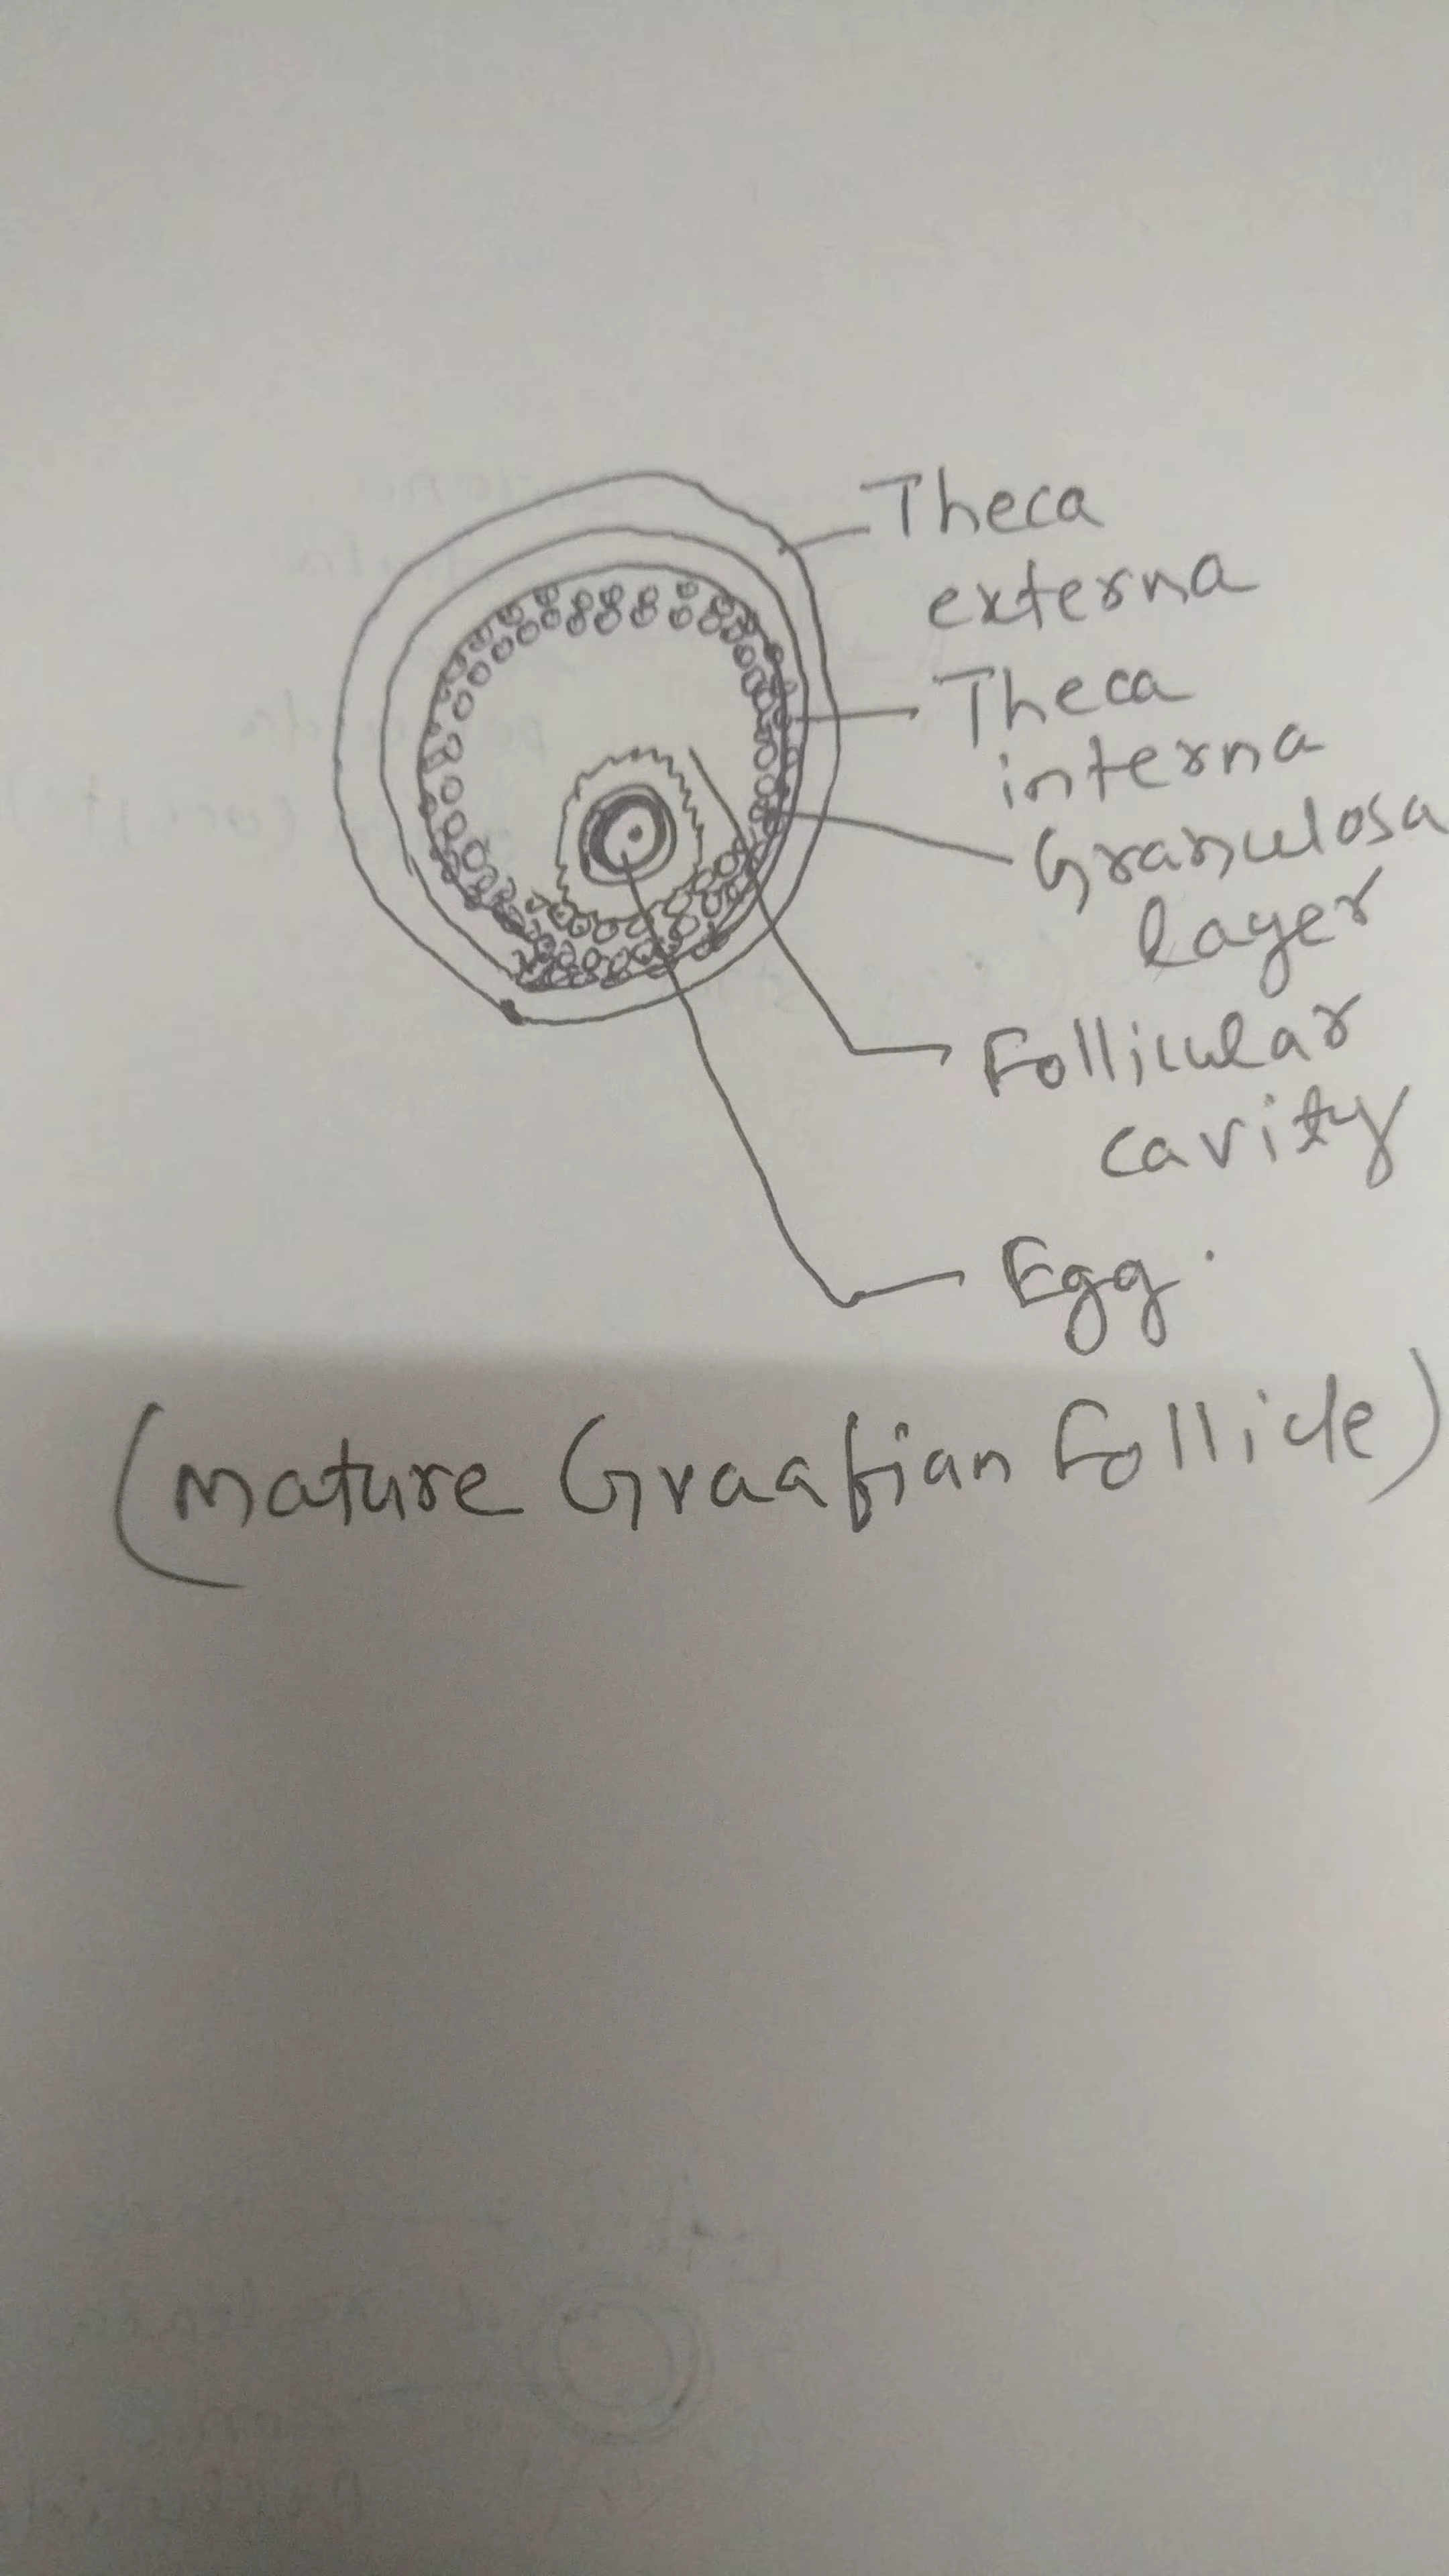 Theca
externa
Theca
interna
Granulosa
layer
Follicular
cavity
Egg.
(Mature Graafian Follicle)